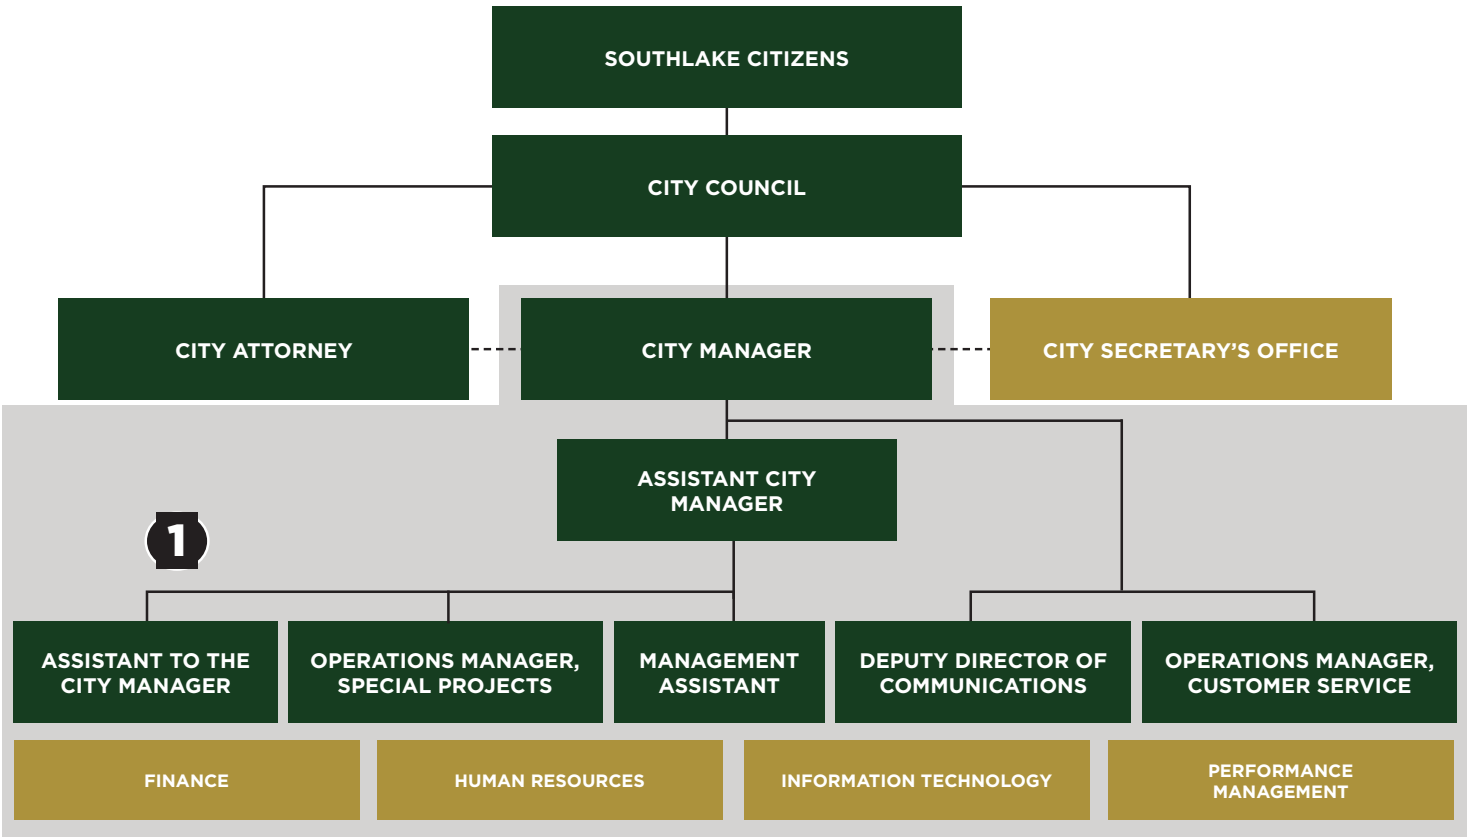 SOUTHLAKE CITIZENS
CITY COUNCIL
CITY ATTORNEY
CITY MANAGER
CITY SECRETARY’S OFFICE
ASSISTANT CITY
MANAGER
1
ASSISTANT TO THE
CITY MANAGER
OPERATIONS MANAGER,
SPECIAL PROJECTS
MANAGEMENT
ASSISTANT
DEPUTY DIRECTOR OF
COMMUNICATIONS
OPERATIONS MANAGER,
CUSTOMER SERVICE
FINANCE
HUMAN RESOURCES
INFORMATION TECHNOLOGY
PERFORMANCE
MANAGEMENT